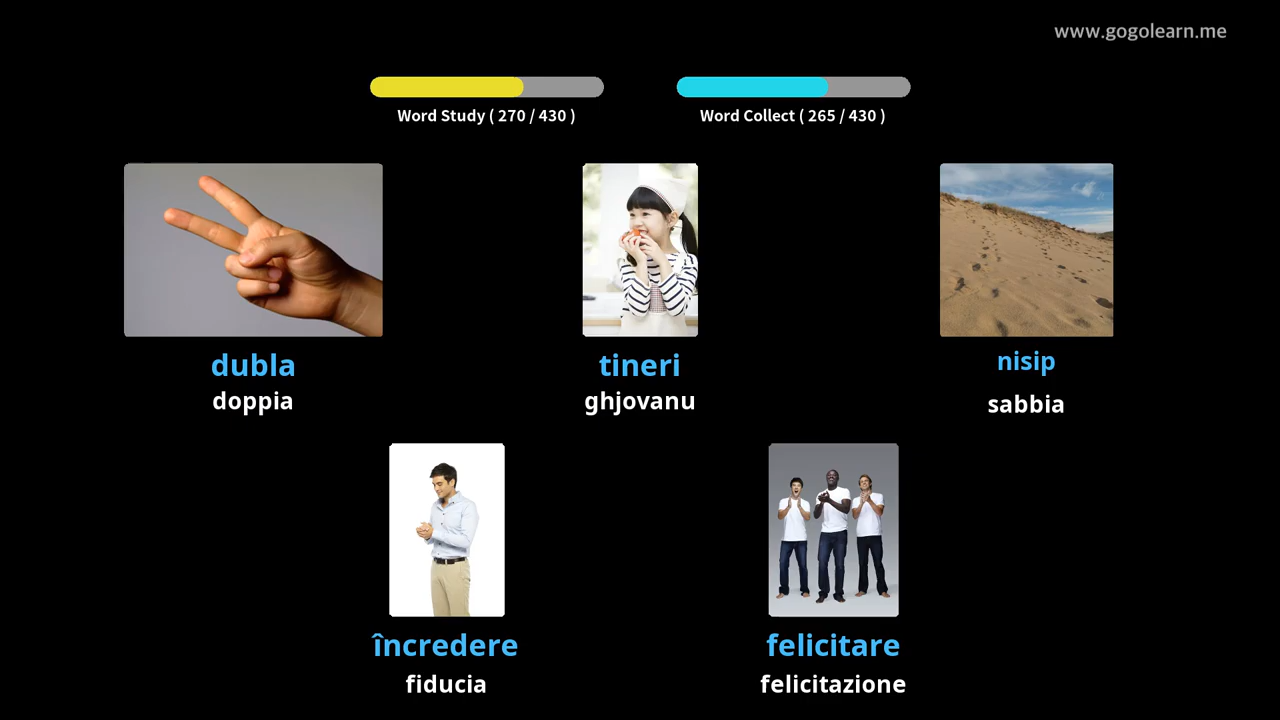 www.gogolearn.me
Word Study ( 270 / 430 )
Word Collect ( 265 / 430 )
dubla
doppia
tineri
ghjovanu
nisip
sabbia
încredere
fiducia
felicitare
felicitazione